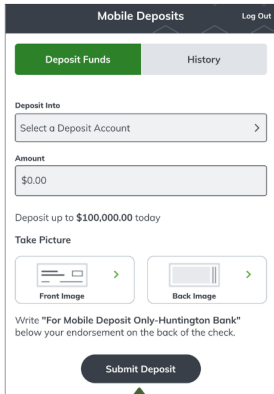 Mobile Deposits Log Out
Deposit Funds History
Deposit Into
Select a Deposit Account
Amount
$0.00
Deposit up to $100,000.00 today
Take Picture
Front Image Back Image
Write "For Mobile Deposit Only-Huntington Bank"
below your endorsement on the back of the check.
Submit Deposit